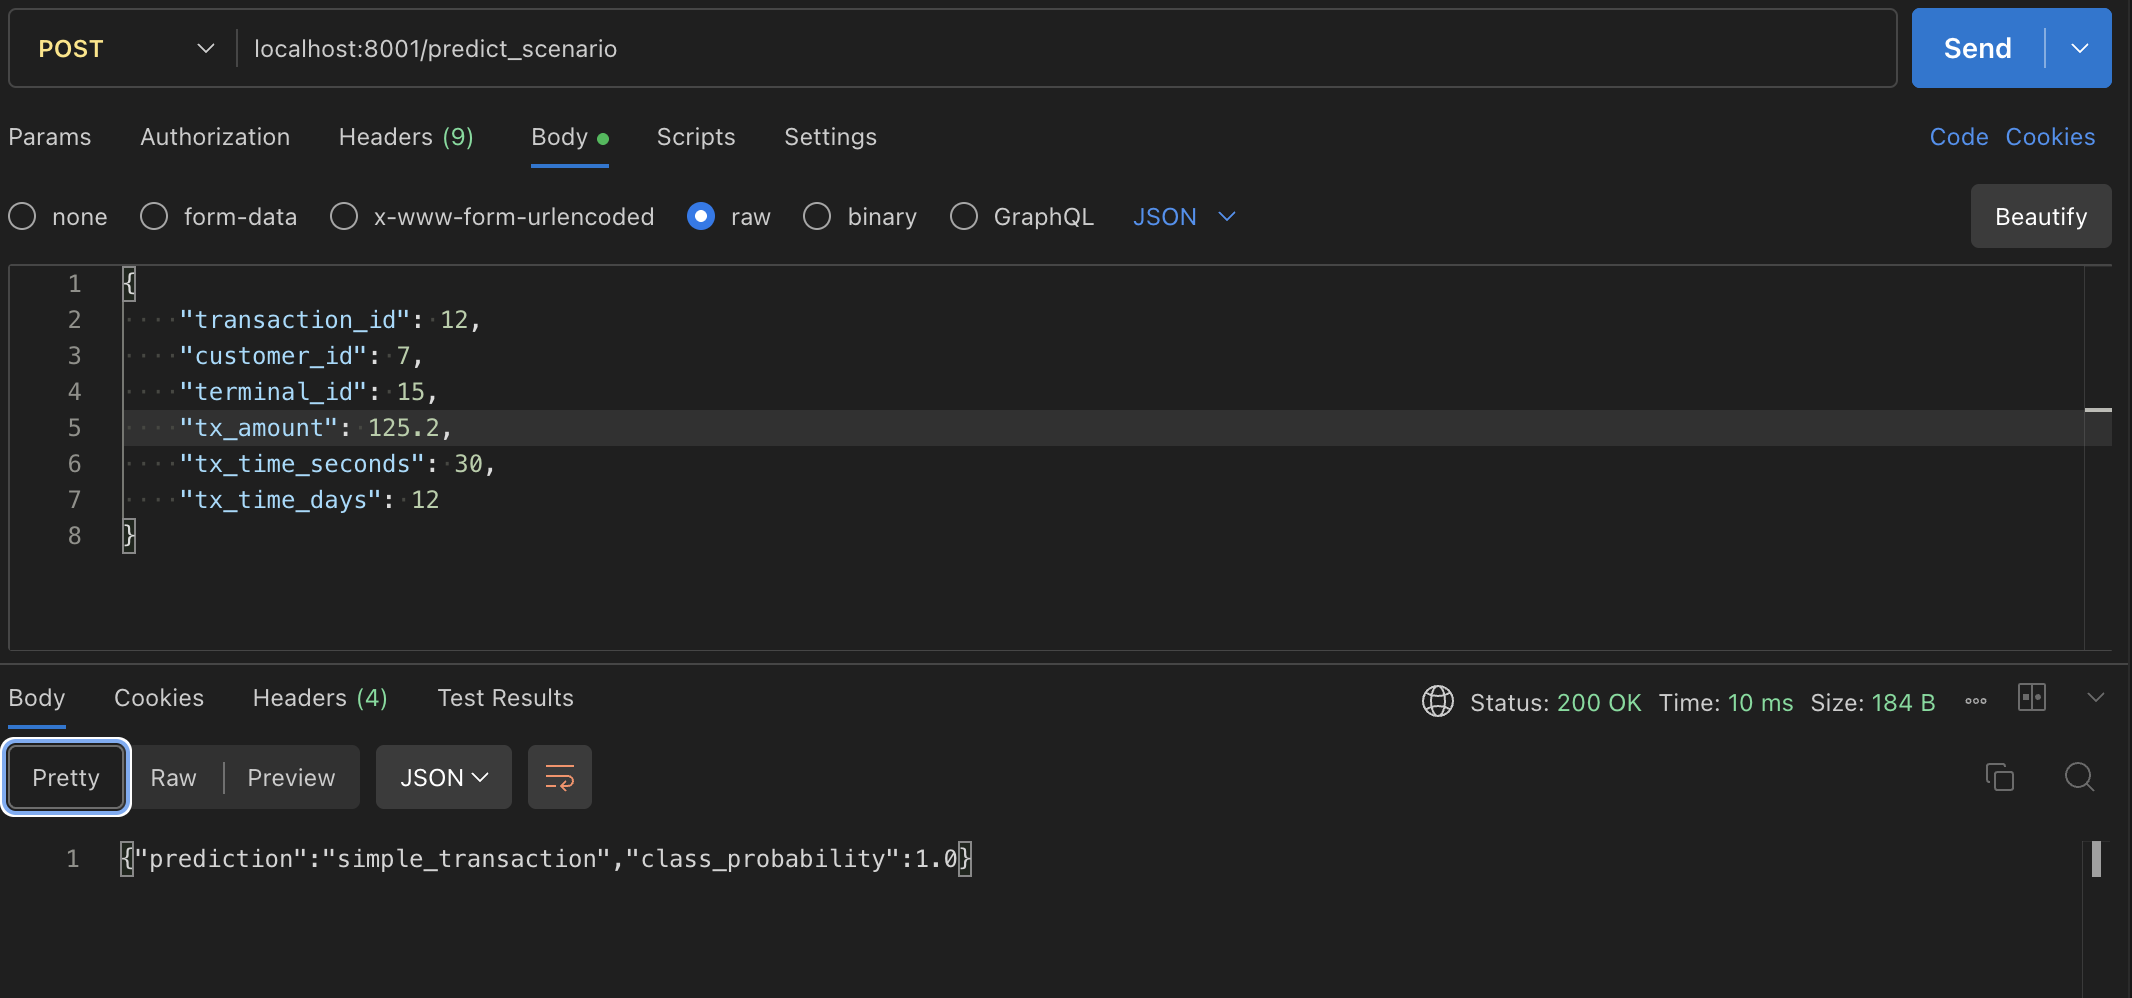 POST localhost:8001/predict_scenario Send
Params Authorization Headers (9) Body Scripts Settings Code Cookies
none form-data x-www-form-urlencoded raw binary GraphQL JSON Beautify
1 {
2 "transaction_id": 12,
3 "customer_id": 7,
4 "terminal_id": 15,
5 "tx_amount": 125.2,
6 "tx_time_seconds": 30,
7 "tx_time_days": 12
8 }
Body Cookies Headers (4) Test Results Status: 200 OK Time: 10 ms Size: 184 B
Pretty Raw Preview JSON
1 {"prediction":"simple_transaction","class_probability":1.0}